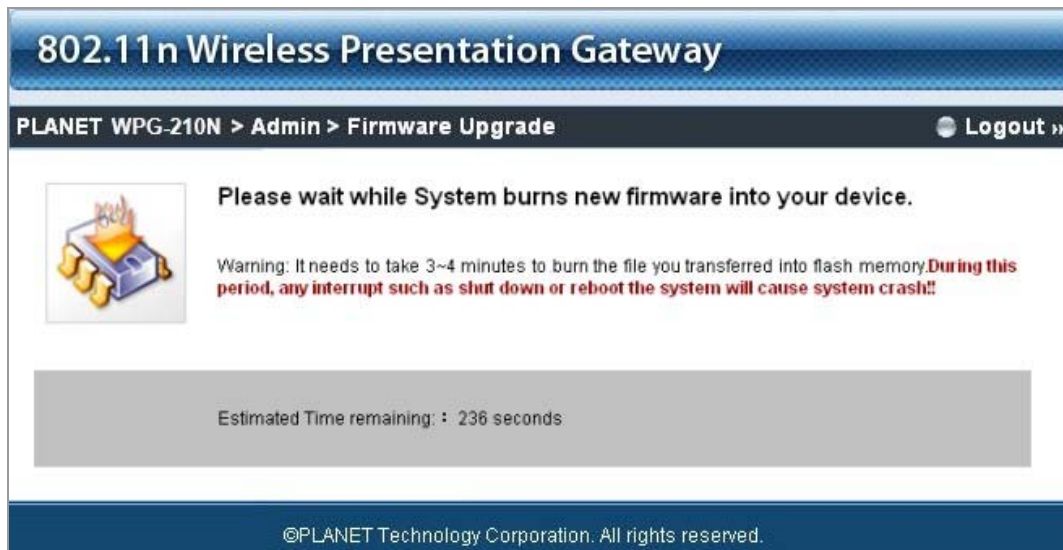 802.11n Wireless Presentation Gateway
PLANET WPG-210N > Admin > Firmware Upgrade
Logout »
Please wait while System burns new firmware into your device.
Warning: It needs to take 3~4 minutes to burn the file you transferred into flash memory.During this
period, any interrupt such as shut down or reboot the system will cause system crash!!
Estimated Time remaining: : 236 seconds
©PLANET Technology Corporation. All rights reserved.